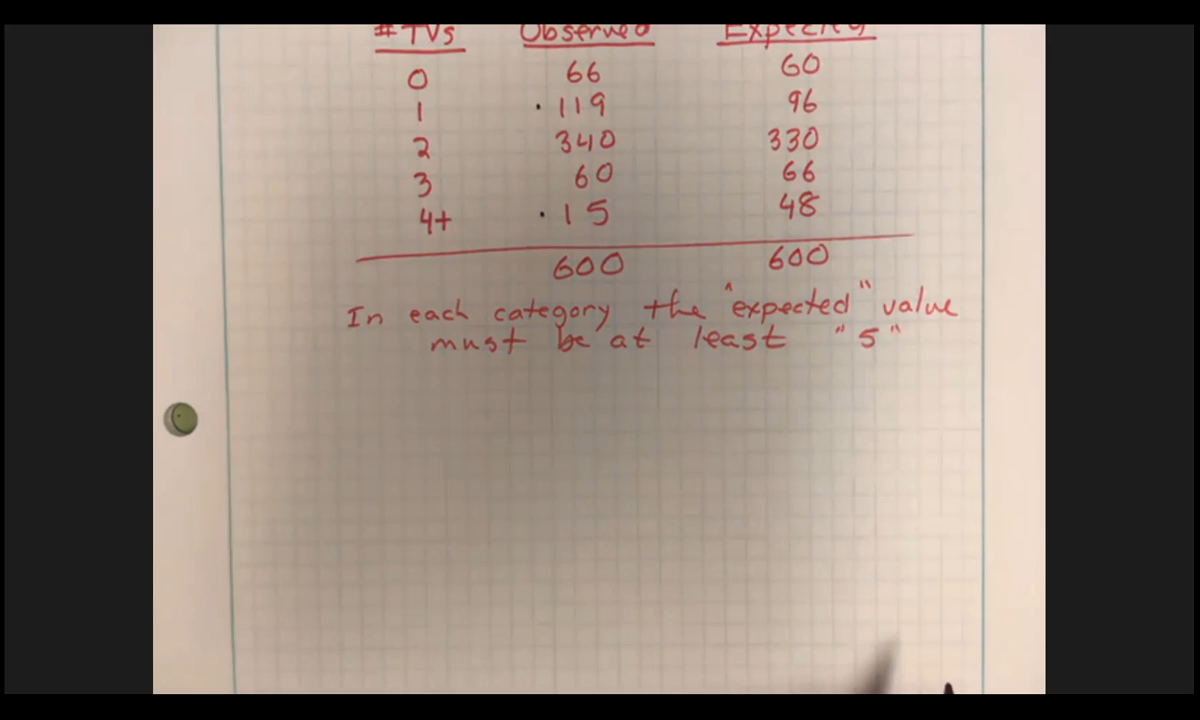 # TVs Observed Expected
0 66 60
1 119 96
2 340 330
3 60 66
4+ 15 48
600 600
In each category the "expected" value
must be at least "5"